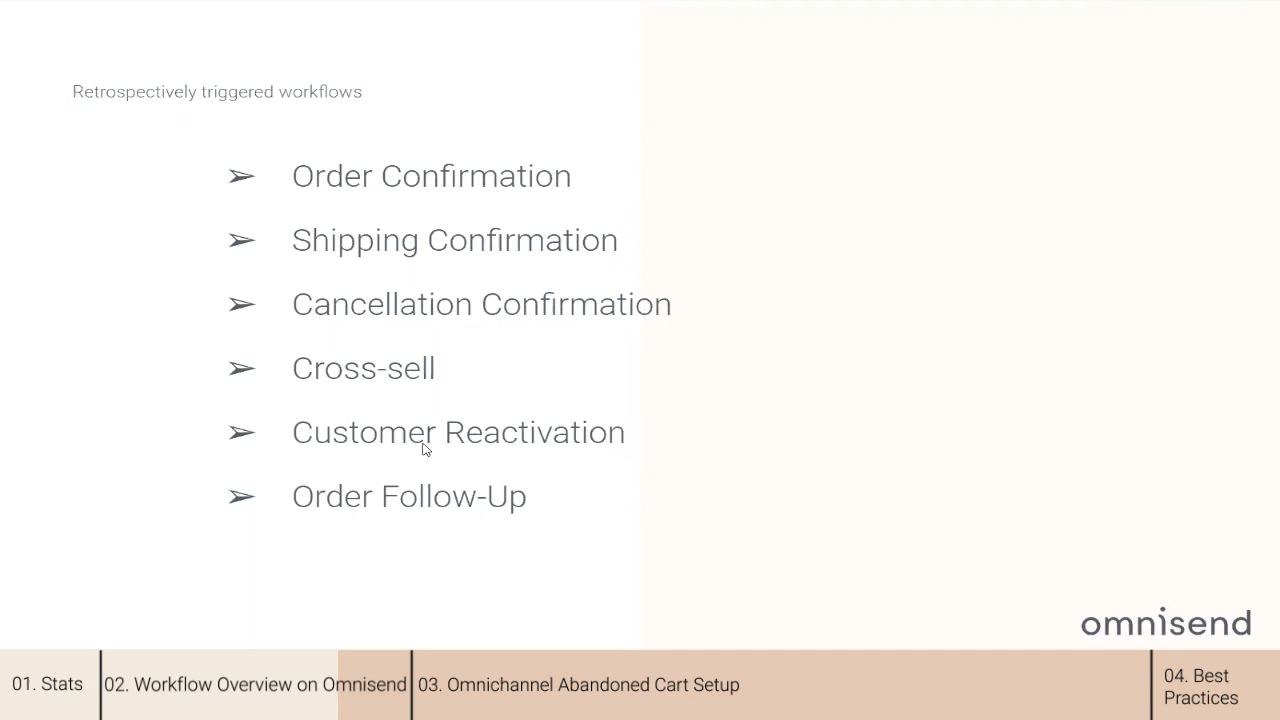 Retrospectively triggered workflows
➢ Order Confirmation
➢ Shipping Confirmation
➢ Cancellation Confirmation
➢ Cross-sell
➢ Customer Reactivation
➢ Order Follow-Up
omnisend
01. Stats
02. Workflow Overview on Omnisend
03. Omnichannel Abandoned Cart Setup
04. Best
Practices